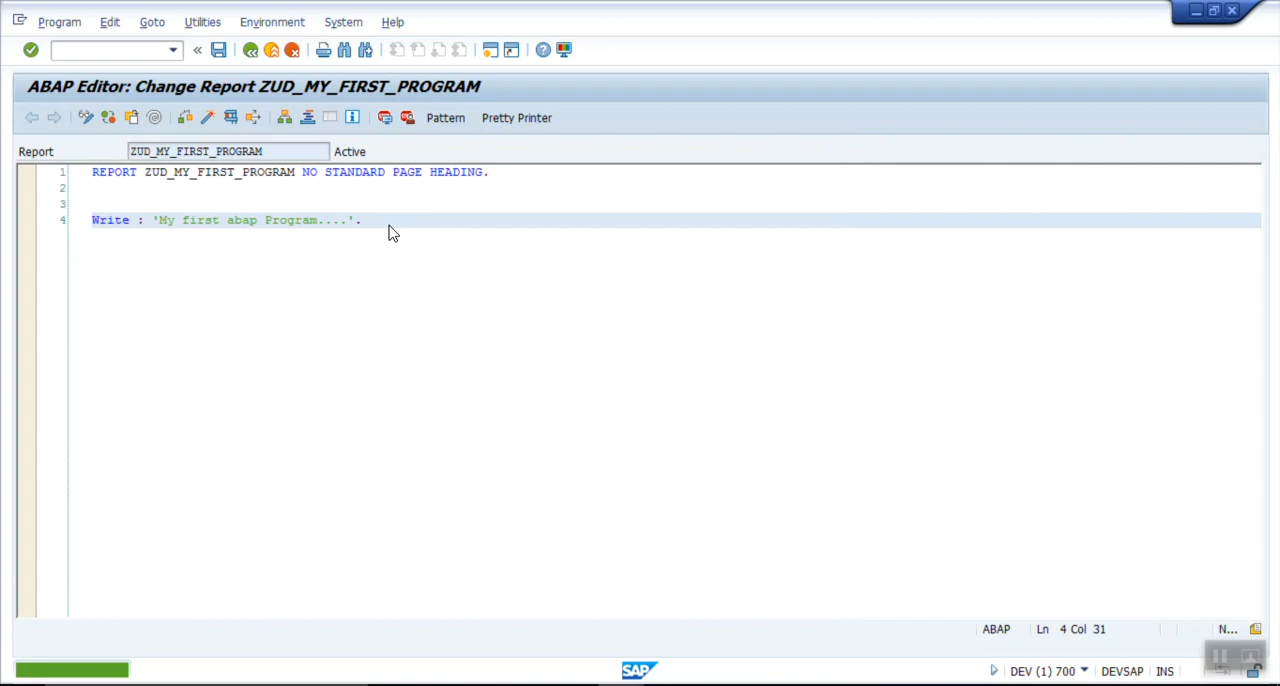 Program Edit Goto Utilities Environment System Help
«
ABAP Editor: Change Report ZUD_MY_FIRST_PROGRAM
Pattern Pretty Printer
Report ZUD_MY_FIRST_PROGRAM Active
1 REPORT ZUD_MY_FIRST_PROGRAM NO STANDARD PAGE HEADING.
2
3
4 Write : 'My first abap Program....'.
ABAP Ln 4 Col 31 N...
SAP DEV (1) 700 DEVSAP INS